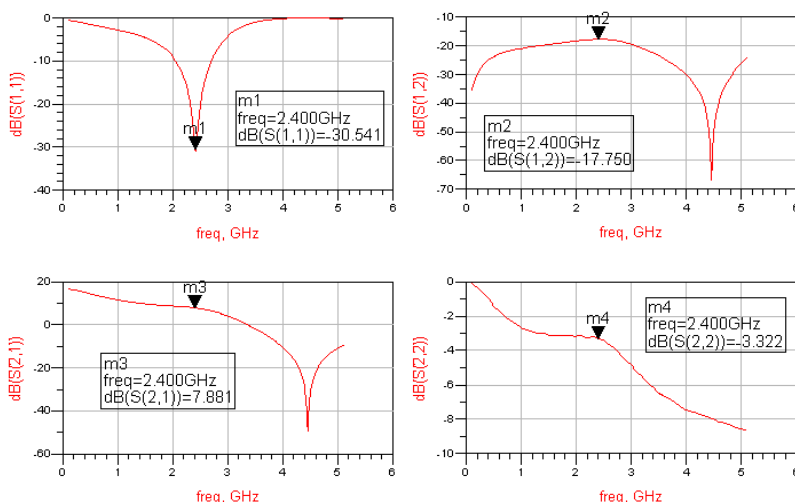 dB(S(1,1))
0
-10
-20
-30
-40
m1
m1
freq=2.400GHz
dB(S(1,1))=-30.541
0 1 2 3 4 5 6
freq, GHz
dB(S(1,2))
-10
-20
-30
-40
-50
-60
-70
m2
m2
freq=2.400GHz
dB(S(1,2))=-17.750
0 1 2 3 4 5 6
freq, GHz
dB(S(2,1))
20
0
-20
-40
-60
m3
m3
freq=2.400GHz
dB(S(2,1))=7.881
0 1 2 3 4 5 6
freq, GHz
dB(S(2,2))
0
-2
-4
-6
-8
-10
m4
m4
freq=2.400GHz
dB(S(2,2))=-3.322
0 1 2 3 4 5 6
freq, GHz